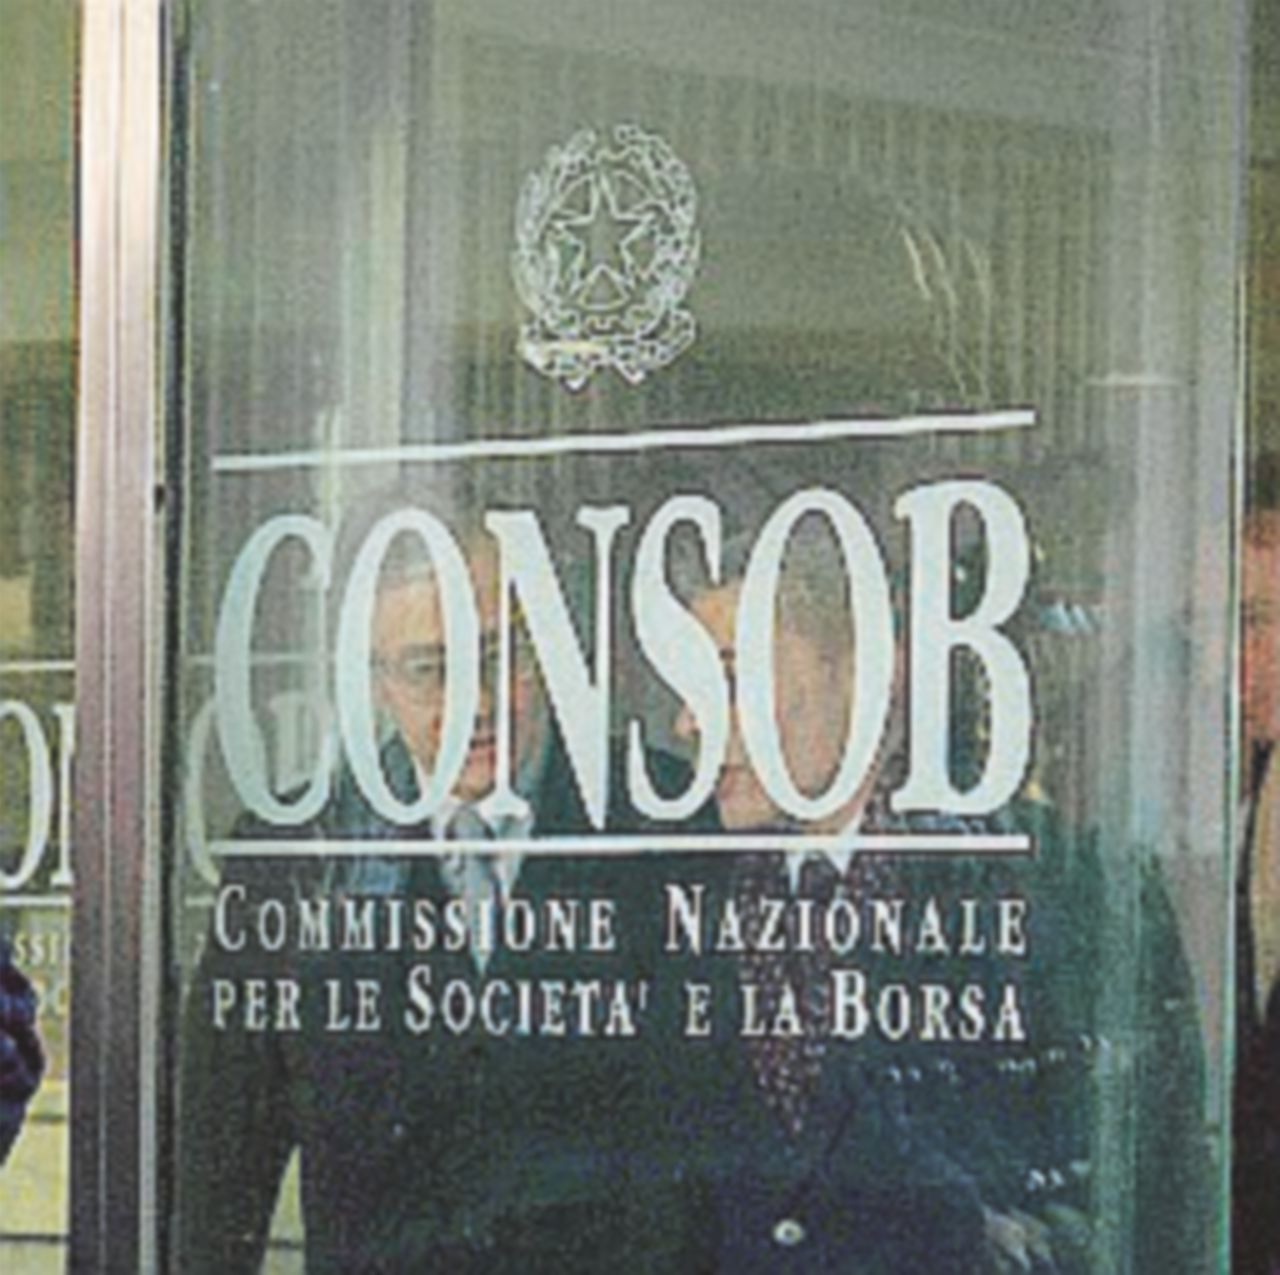 CONSOB
COMMISSIONE NAZIONALE
PER LE SOCIETA' E LA BORSA